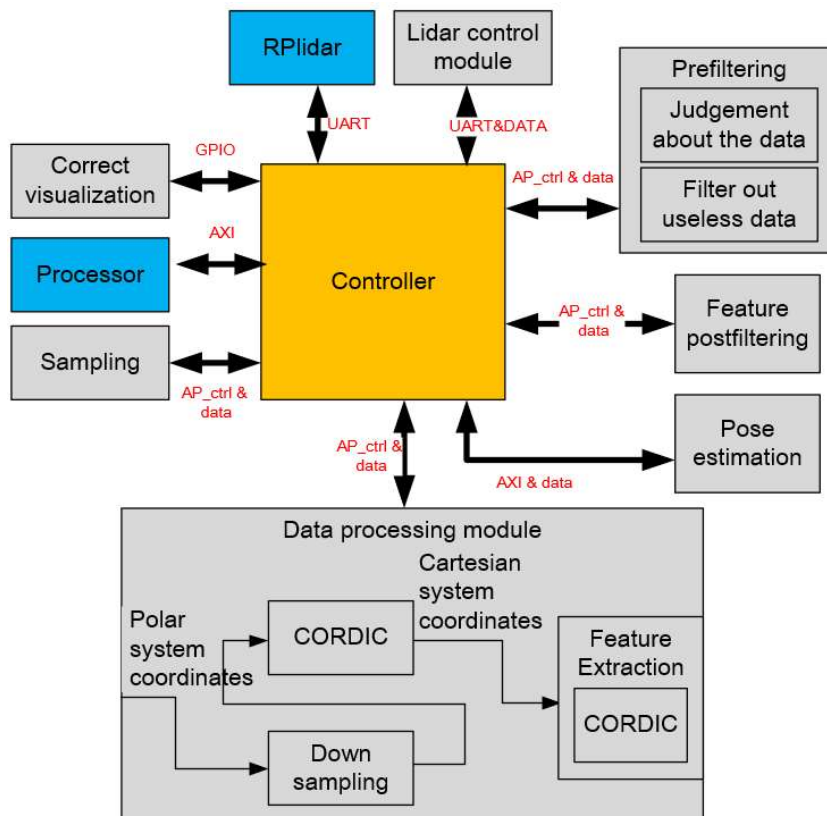 RPlidar
Lidar control
module
Prefiltering
Judgement
about the data
Filter out
useless data
UART
UART&DATA
GPIO
AP_ctrl & data
Correct
visualization
AXI
Processor
Controller
Sampling
AP_ctrl &
data
AP_ctrl &
data
Feature
postfiltering
Pose
estimation
AP_ctrl &
data
AXI & data
Data processing module
Polar
system
coordinates
CORDIC
Cartesian
system
coordinates
Feature
Extraction
CORDIC
Down
sampling